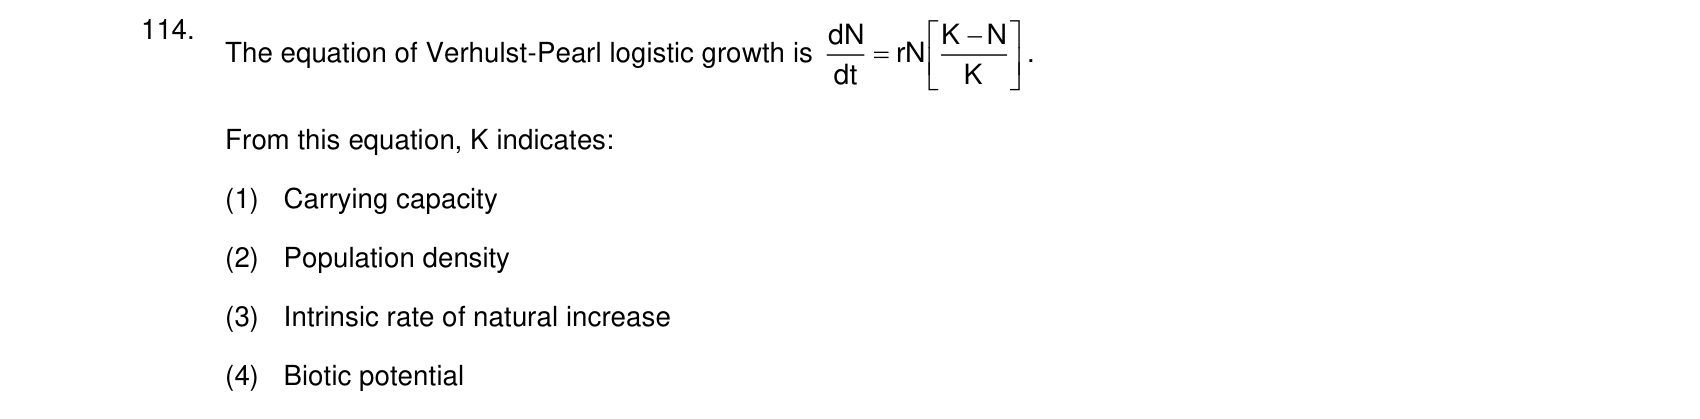 114.
The equation of Verhulst-Pearl logistic growth is dN/dt = rN[(K – N)/K].
From this equation, K indicates:
(1) Carrying capacity
(2) Population density
(3) Intrinsic rate of natural increase
(4) Biotic potential